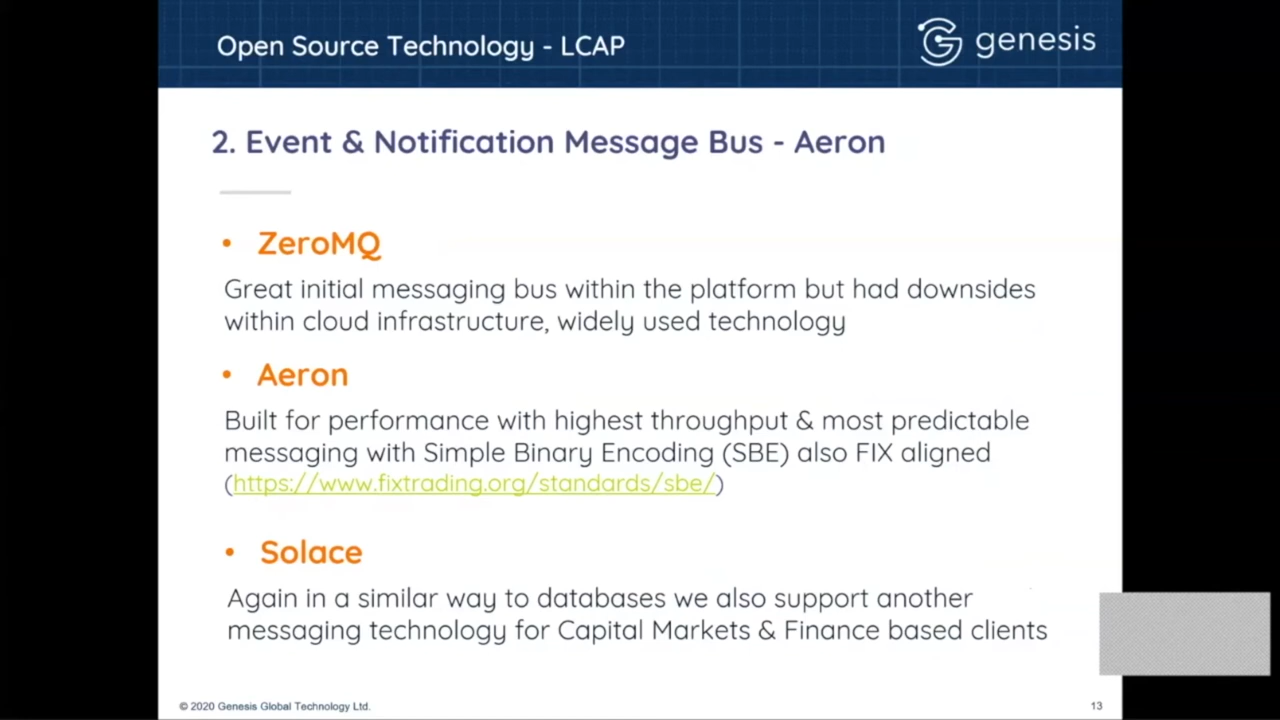 Open Source Technology - LCAP
genesis
2. Event & Notification Message Bus - Aeron
• ZeroMQ
Great initial messaging bus within the platform but had downsides
within cloud infrastructure, widely used technology
• Aeron
Built for performance with highest throughput & most predictable
messaging with Simple Binary Encoding (SBE) also FIX aligned
(https://www.fixtrading.org/standards/sbe/)
• Solace
Again in a similar way to databases we also support another
messaging technology for Capital Markets & Finance based clients
© 2020 Genesis Global Technology Ltd.
13